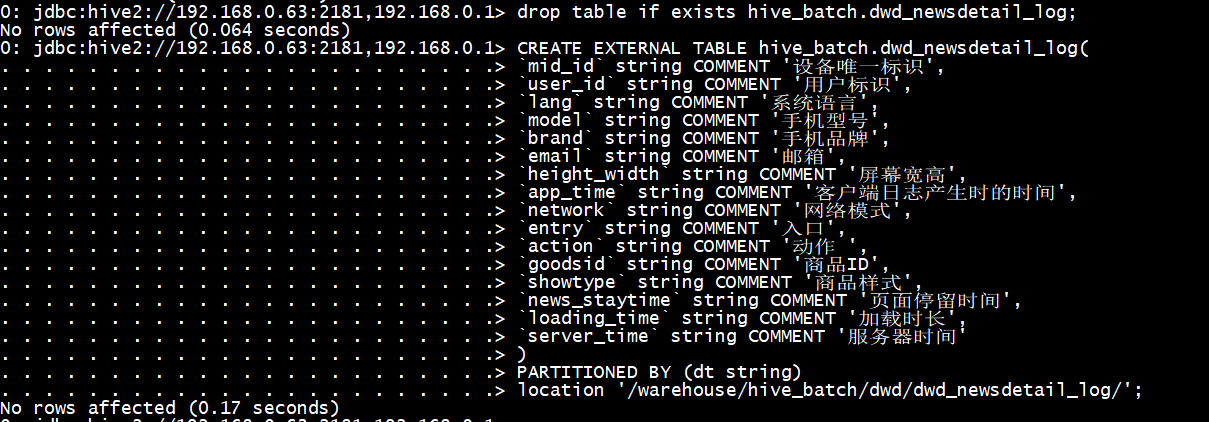 0: jdbc:hive2://192.168.0.63:2181,192.168.0.1> drop table if exists hive_batch.dwd_newsdetail_log;
No rows affected (0.064 seconds)
0: jdbc:hive2://192.168.0.63:2181,192.168.0.1> CREATE EXTERNAL TABLE hive_batch.dwd_newsdetail_log(
. . . . . . . . . . . . . . . . . . . . . . .> `mid_id` string COMMENT '设备唯一标识',
. . . . . . . . . . . . . . . . . . . . . . .> `user_id` string COMMENT '用户标识',
. . . . . . . . . . . . . . . . . . . . . . .> `lang` string COMMENT '系统语言',
. . . . . . . . . . . . . . . . . . . . . . .> `model` string COMMENT '手机型号',
. . . . . . . . . . . . . . . . . . . . . . .> `brand` string COMMENT '手机品牌',
. . . . . . . . . . . . . . . . . . . . . . .> `email` string COMMENT '邮箱',
. . . . . . . . . . . . . . . . . . . . . . .> `height_width` string COMMENT '屏幕宽高',
. . . . . . . . . . . . . . . . . . . . . . .> `app_time` string COMMENT '客户端日志产生时的时间',
. . . . . . . . . . . . . . . . . . . . . . .> `network` string COMMENT '网络模式',
. . . . . . . . . . . . . . . . . . . . . . .> `entry` string COMMENT '入口',
. . . . . . . . . . . . . . . . . . . . . . .> `action` string COMMENT '动作 ',
. . . . . . . . . . . . . . . . . . . . . . .> `goodsid` string COMMENT '商品ID',
. . . . . . . . . . . . . . . . . . . . . . .> `showtype` string COMMENT '商品样式',
. . . . . . . . . . . . . . . . . . . . . . .> `news_staytime` string COMMENT '页面停留时间',
. . . . . . . . . . . . . . . . . . . . . . .> `loading_time` string COMMENT '加载时长',
. . . . . . . . . . . . . . . . . . . . . . .> `server_time` string COMMENT '服务器时间'
. . . . . . . . . . . . . . . . . . . . . . .> )
. . . . . . . . . . . . . . . . . . . . . . .> PARTITIONED BY (dt string)
. . . . . . . . . . . . . . . . . . . . . . .> location '/warehouse/hive_batch/dwd/dwd_newsdetail_log/';
No rows affected (0.17 seconds)